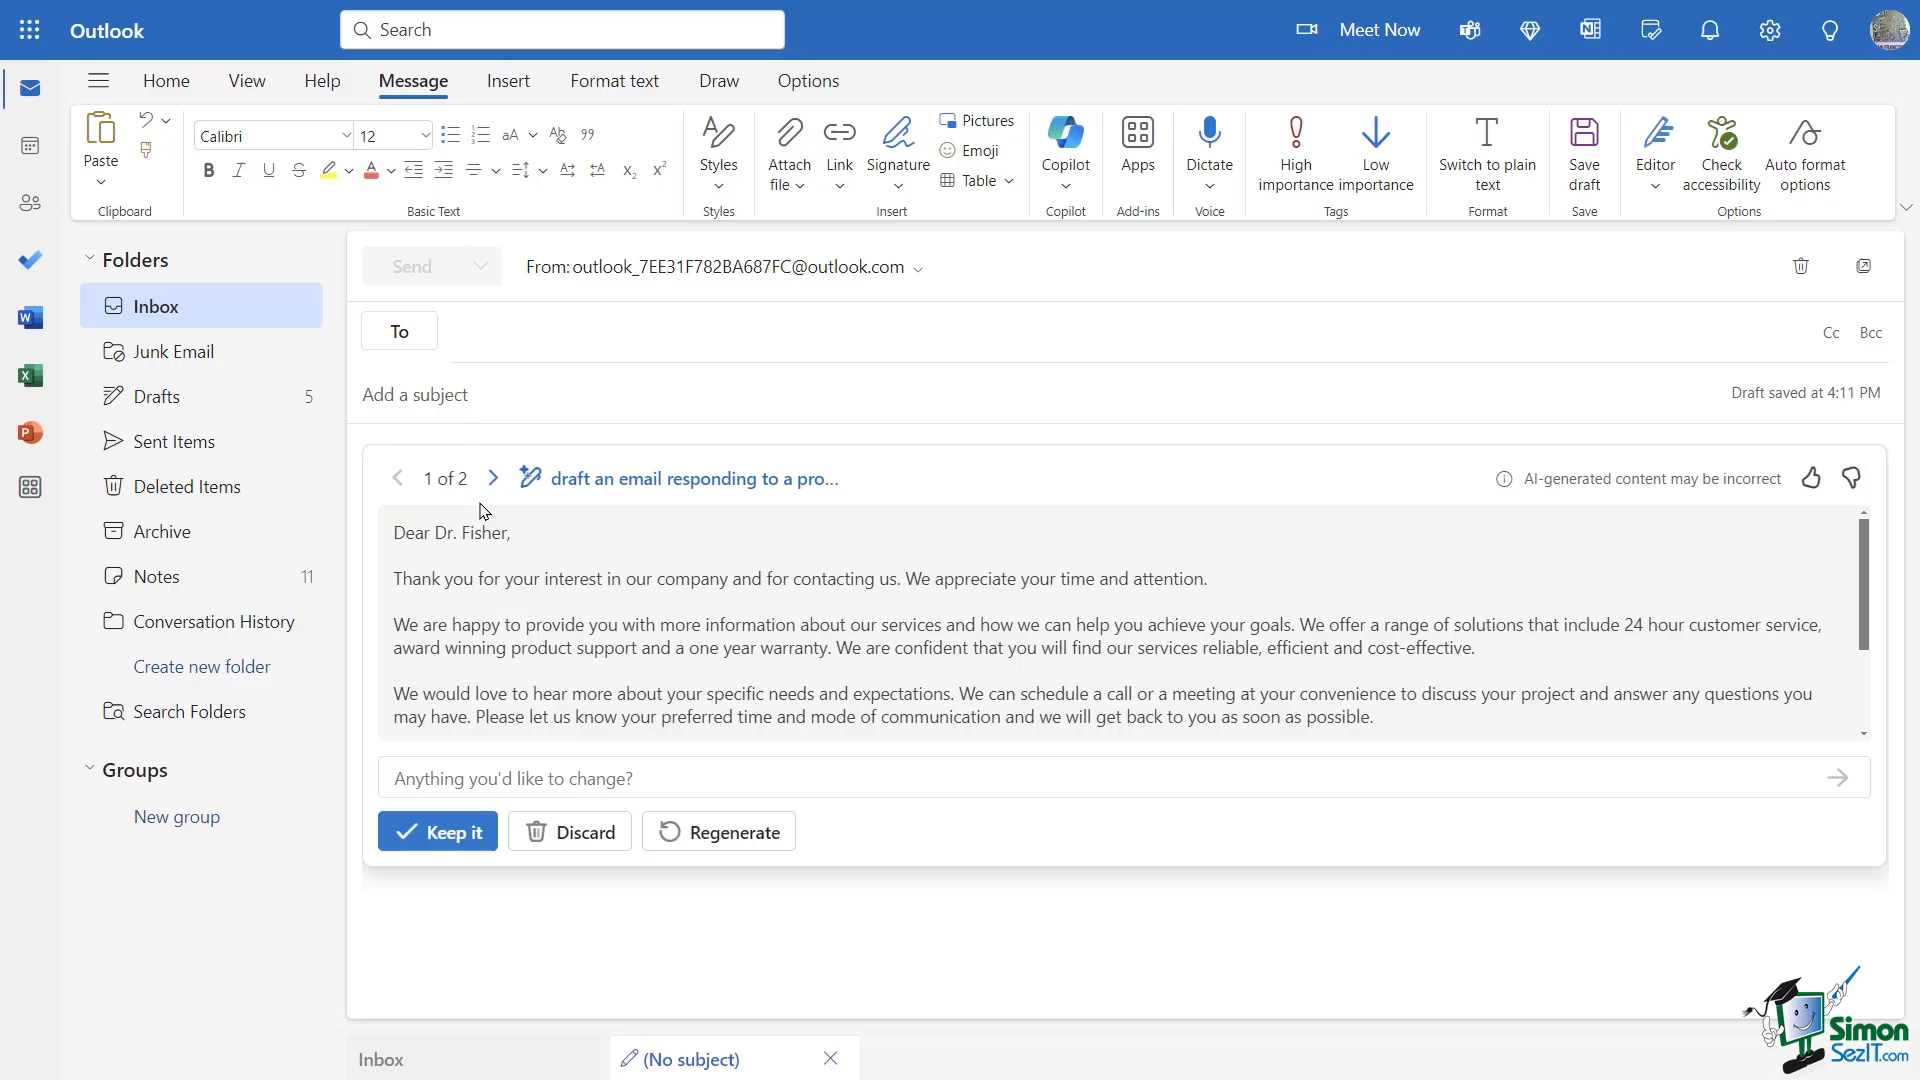 Outlook
Search
Meet Now
Home View Help Message Insert Format text Draw Options
Paste
Clipboard
Calibri 12
Basic Text
Styles
Styles
Attach file
Link
Signature
Pictures
Emoji
Table
Insert
Copilot
Copilot
Apps
Add-ins
Dictate
Voice
High importance
Low importance
Tags
Switch to plain text
Format
Save draft
Save
Editor
Check accessibility
Auto format options
Options
Folders
Inbox
Junk Email
Drafts 5
Sent Items
Deleted Items
Archive
Notes 11
Conversation History
Create new folder
Search Folders
Groups
New group
Send
From: outlook_7EE31F782BA687FC@outlook.com
To
Cc Bcc
Add a subject
Draft saved at 4:11 PM
1 of 2
draft an email responding to a pro...
AI-generated content may be incorrect
Dear Dr. Fisher,
Thank you for your interest in our company and for contacting us. We appreciate your time and attention.
We are happy to provide you with more information about our services and how we can help you achieve your goals. We offer a range of solutions that include 24 hour customer service,
award winning product support and a one year warranty. We are confident that you will find our services reliable, efficient and cost-effective.
We would love to hear more about your specific needs and expectations. We can schedule a call or a meeting at your convenience to discuss your project and answer any questions you
may have. Please let us know your preferred time and mode of communication and we will get back to you as soon as possible.
Anything you'd like to change?
Keep it
Discard
Regenerate
Inbox
(No subject)
Simon
SezIT.com